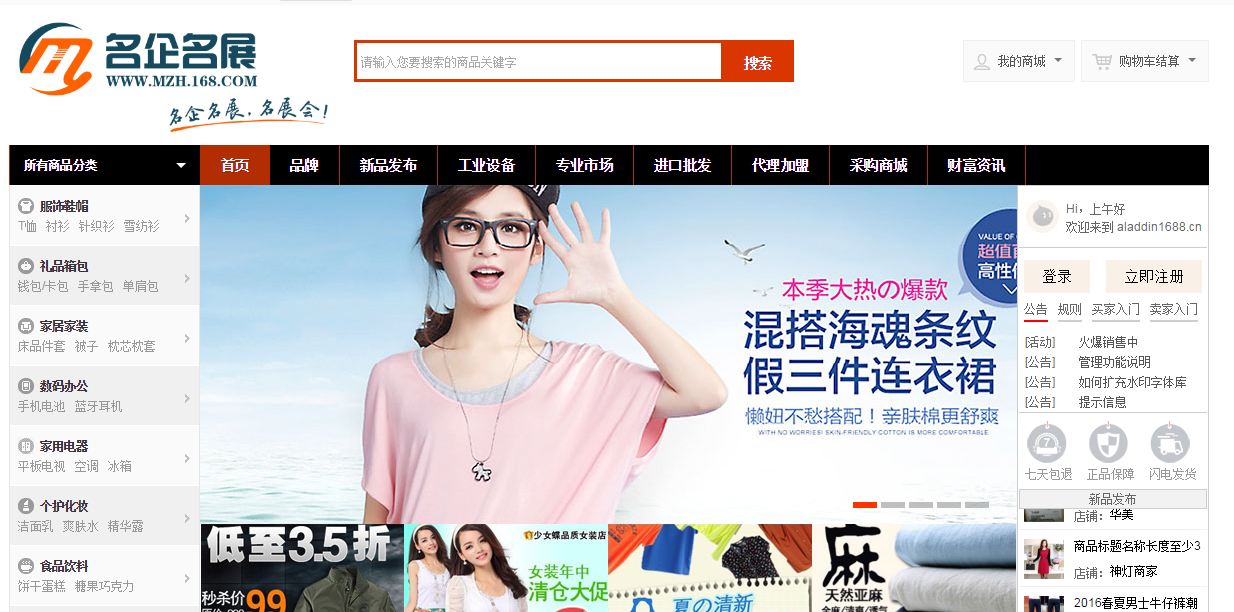 名企名展
WWW.MZH.168.COM
名企名展,名展会!
请输入您要搜索的商品关键字
搜索
我的商城
购物车结算
所有商品分类
首页
品牌
新品发布
工业设备
专业市场
进口批发
代理加盟
采购商城
财富资讯
服饰鞋帽
T恤 衬衫 针织衫 雪纺衫
礼品箱包
钱包/卡包 手拿包 单肩包
家居家装
床品件套 被子 枕芯枕套
数码办公
手机电池 蓝牙耳机
家用电器
平板电视 空调 冰箱
个护化妆
洁面乳 爽肤水 精华露
食品饮料
饼干蛋糕 糖果巧克力
VALUE OF
超值
高性
本季大热の爆款
混搭海魂条纹
假三件连衣裙
懒妞不愁搭配!亲肤棉更舒爽
WITH NO WORRIES! SKIN-FRIENDLY COTTON IS MORE COMFORTABLE
低至3.5折
秒杀价99
少女蝶品质女装店
女装年中
清仓大促
夏の清新
麻
天然亚麻
Hi，上午好
欢迎来到 aladdin1688.cn
登录
立即注册
公告 规则 买家入门 卖家入门
[活动] 火爆销售中
[公告] 管理功能说明
[公告] 如何扩充水印字体库
[公告] 提示信息
7
七天包退
正品保障
闪电发货
新品发布
店铺：华美
商品标题名称长度至少3
店铺：神灯商家
2016春夏男士牛仔裤潮